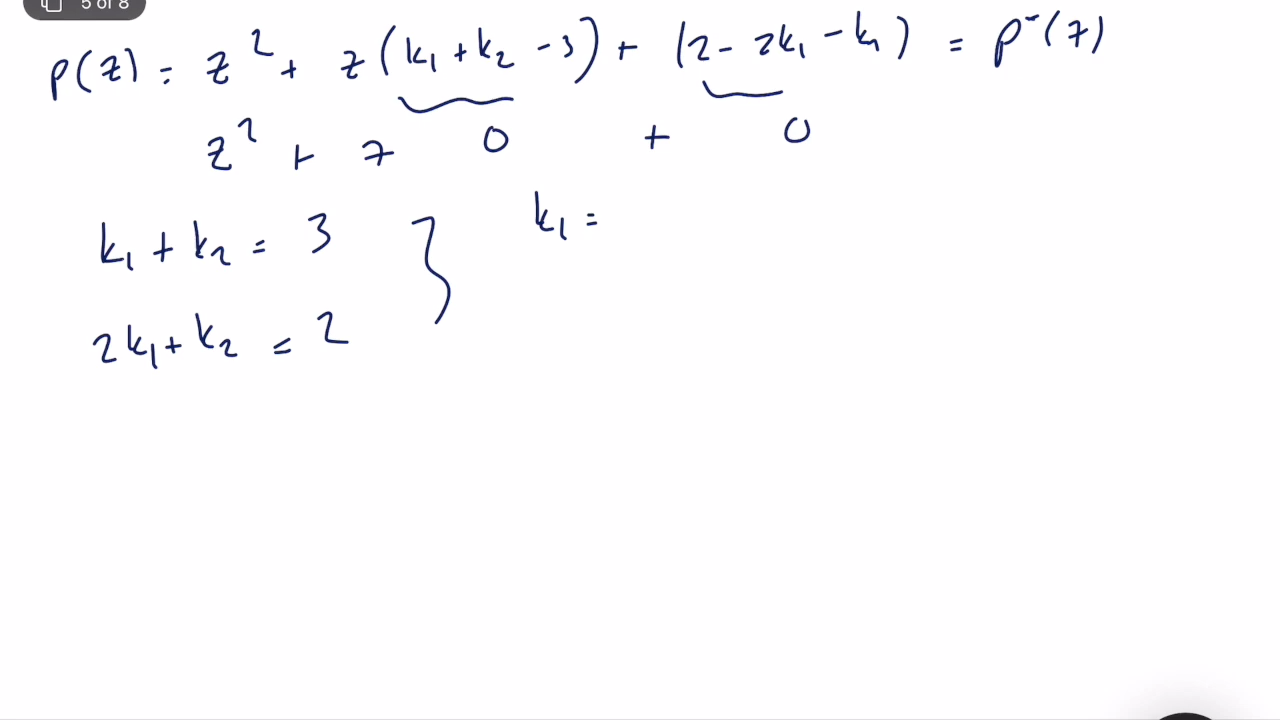 5 of 8
p(z) = z² + z(k₁ + k₂ - 3) + (2 - 2k₁ - k₁) = p*(z)
z² + z 0 + 0
k₁ + k₂ = 3 } k₁ =
2k₁ + k₂ = 2